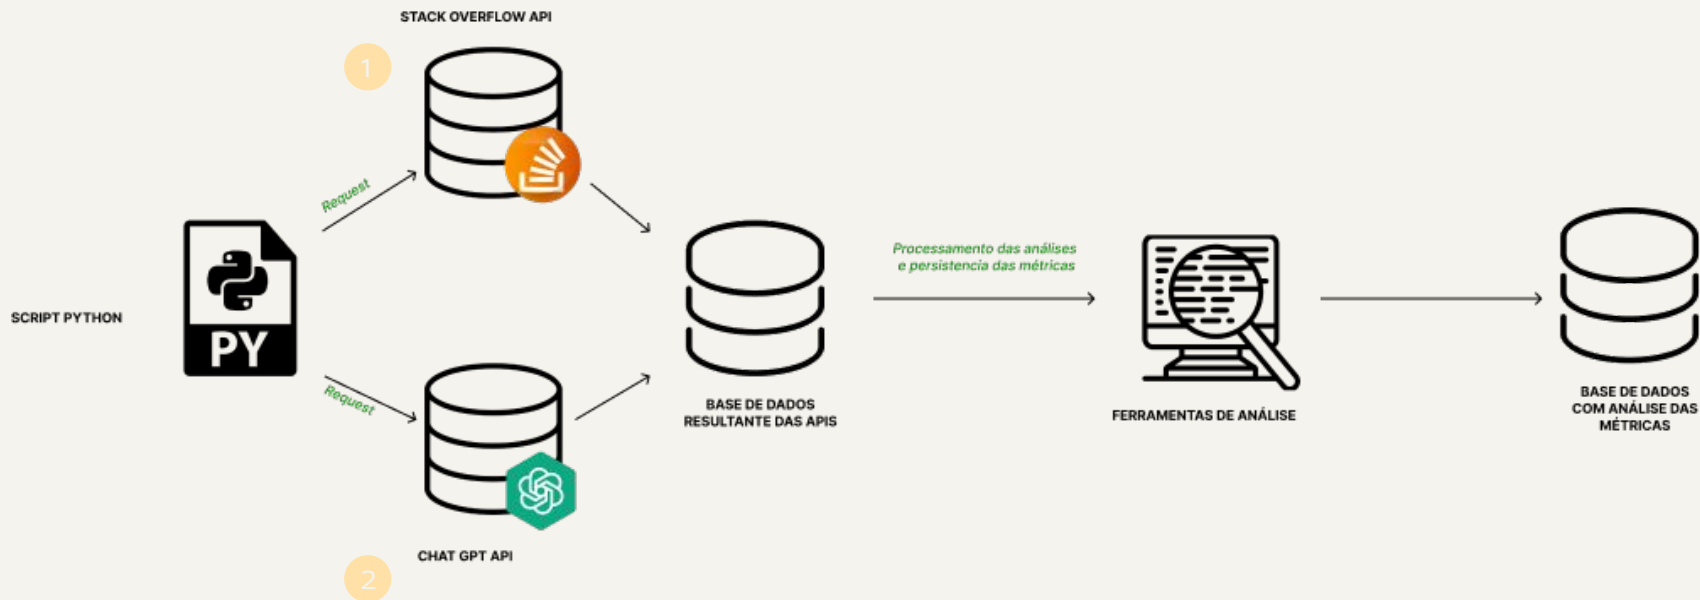 STACK OVERFLOW API
1
Request
SCRIPT PYTHON
PY
Request
CHAT GPT API
2
BASE DE DADOS
RESULTANTE DAS APIS
Processamento das análises
e persistencia das métricas
FERRAMENTAS DE ANÁLISE
BASE DE DADOS
COM ANÁLISE DAS
MÉTRICAS